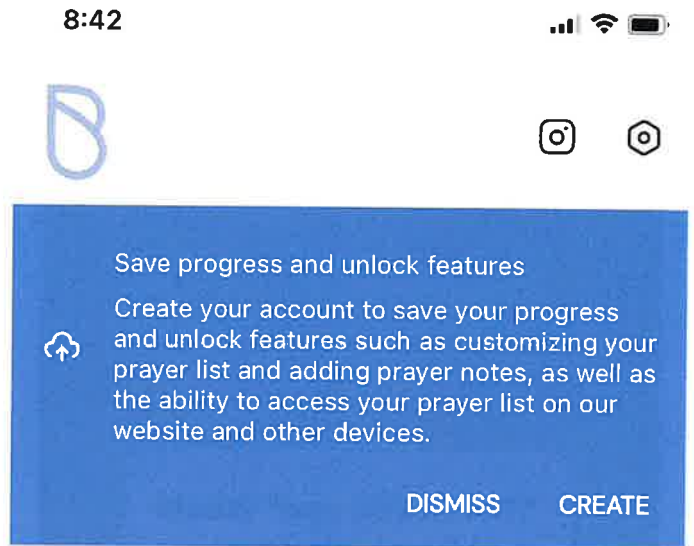 8:42
Save progress and unlock features
Create your account to save your progress
and unlock features such as customizing your
prayer list and adding prayer notes, as well as
the ability to access your prayer list on our
website and other devices.
DISMISS CREATE